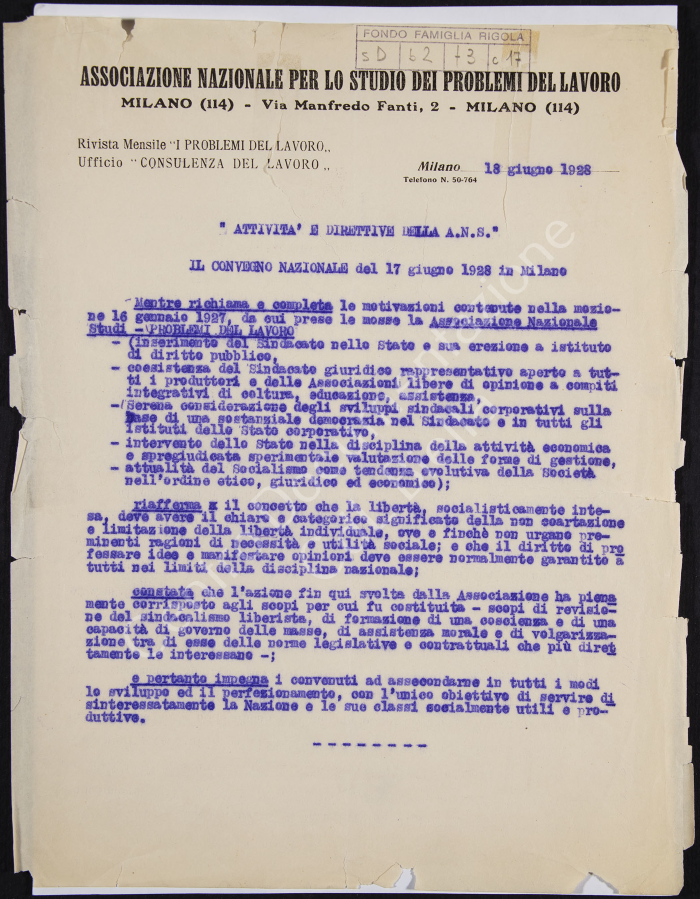 FONDO FAMIGLIA RIGOLA
sD b2 f3 c17
ASSOCIAZIONE NAZIONALE PER LO STUDIO DEI PROBLEMI DEL LAVORO
MILANO (114) - Via Manfredo Fanti, 2 - MILANO (114)
Rivista Mensile "I PROBLEMI DEL LAVORO„
Ufficio "CONSULENZA DEL LAVORO„
Milano 18 giugno 1928
Telefono N. 50-764
" ATTIVITA' E DIRETTIVE DELLA A.N.S."
IL CONVEGNO NAZIONALE del 17 giugno 1928 in Milano
Mentre richiama e completa le motivazioni contenute nella mozio-
ne 16 gennaio 1927, da cui prese le mosse la Associazione Nazionale
Studi - PROBLEMI DEL LAVORO
- (inserimento del Sindacato nello Stato e sua erezione a istituto
di diritto pubblico,
- coesistenza del Sindacato giuridico rappresentativo aperto a tut-
ti i produttori e delle Associazioni libere di opinione a compiti
integrativi di coltura, educazione, assistenza,
- (Serena considerazione degli sviluppi sindacali corporativi sulla
base di una sostanziale democrazia nel Sindacato e in tutti gli
istituti dello Stato corporativo,
- intervento dello Stato nella disciplina della attività economica
e spregiudicata sperimentale valutazione delle forme di gestione,
- attualità del Socialismo come tendenza evolutiva della Società
nell'ordine etico, giuridico ed economico);
riafferma il concetto che la libertà, socialisticamente inte-
sa, deve avere il chiaro e categorico significato della non coartazione
e limitazione della libertà individuale, ove e finchè non urgano pre-
minenti ragioni di necessità e utilità sociale; e che il diritto di pro
fessare idee e manifestare opinioni deve essere normalmente garantito a
tutti nei limiti della disciplina nazionale;
constata che l'azione fin qui svolta dalla Associazione ha piena
mente corrisposto agli scopi per cui fu costituita - scopi di revisio-
ne del sindacalismo liberista, di formazione di una coscienza e di una
capacità di governo delle masse, di assistenza morale e di volgarizza-
zione tra di esse delle norme legislative e contrattuali che più diret
tamente le interessano -;
e pertanto impegna i convenuti ad assecondarne in tutti i modi
lo sviluppo ed il perfezionamento, con l'unico obiettivo di servire di
sinteressatamente la Nazione e le sue classi socialmente utili e pro-
duttive.
--------